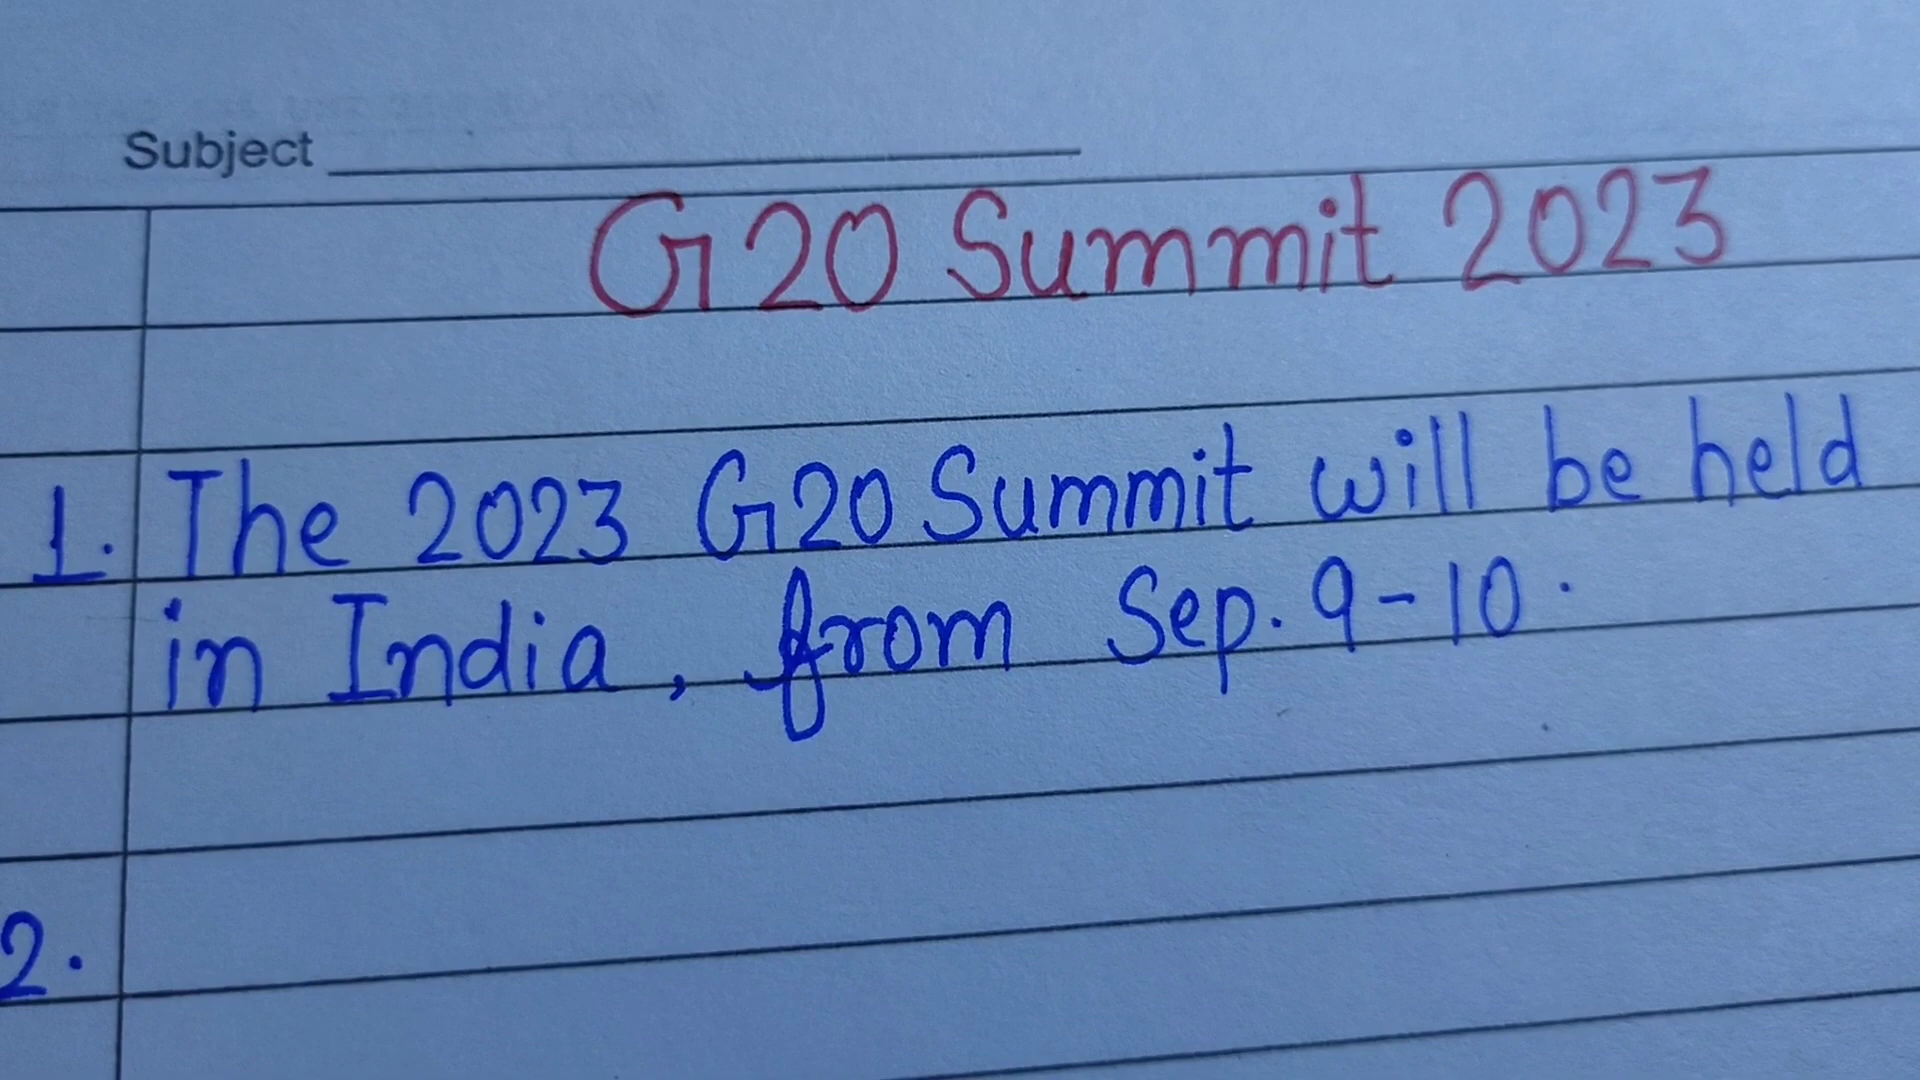 Subject
G20 Summit 2023
1. The 2023 G20 Summit will be held
in India, from Sep. 9-10.
2.